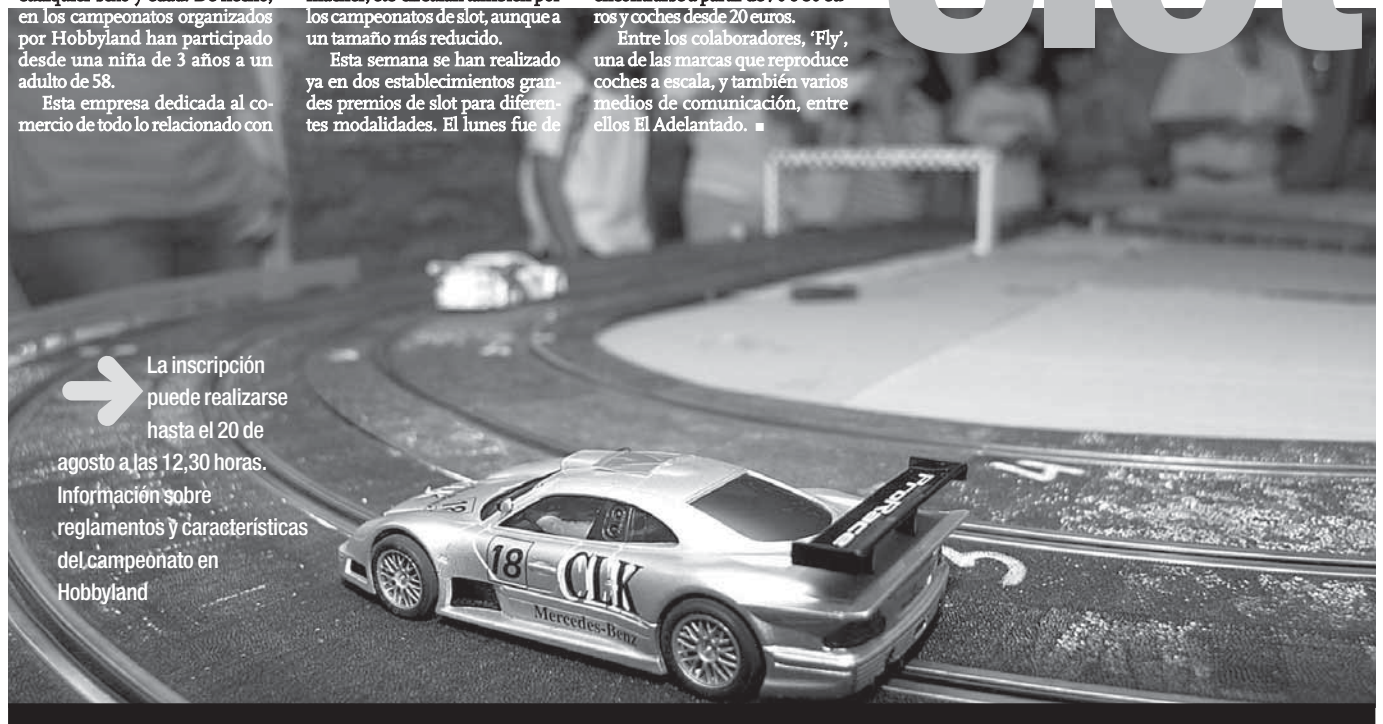 en los campeonatos organizados
por Hobbyland han participado
desde una niña de 3 años a un
adulto de 58.
Esta empresa dedicada al co-
mercio de todo lo relacionado con
los campeonatos de slot, aunque a
un tamaño más reducido.
Esta semana se han realizado
ya en dos establecimientos gran-
des premios de slot para diferen-
tes modalidades. El lunes fue de
ros y coches desde 20 euros.
Entre los colaboradores, ‘Fly’,
una de las marcas que reproduce
coches a escala, y también varios
medios de comunicación, entre
ellos El Adelantado. ■
slot
La inscripción
puede realizarse
hasta el 20 de
agosto a las 12,30 horas.
Información sobre
reglamentos y características
del campeonato en
Hobbyland
18
CLK
Mercedes-Benz
ProRace
4
5